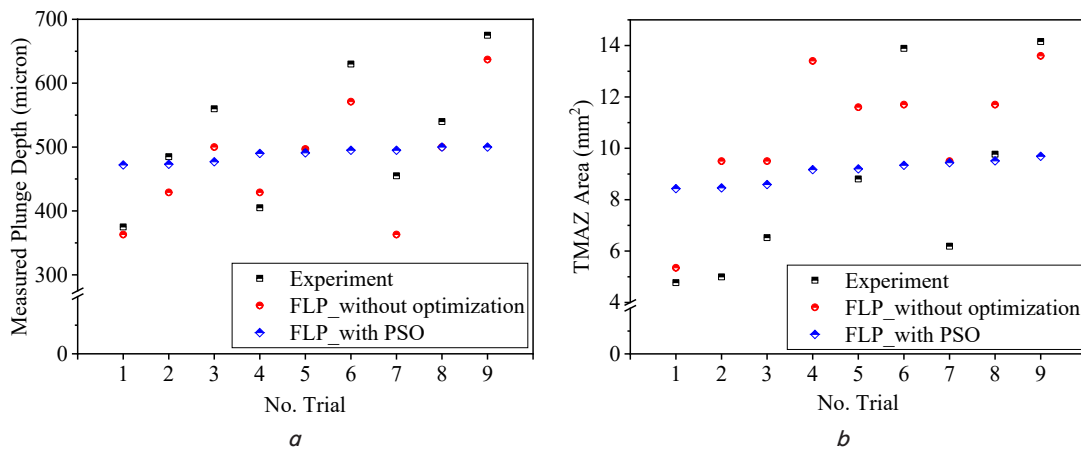 700
600
500
400
300
0
Measured Plunge Depth (micron)
Experiment
FLP_without optimization
FLP_with PSO
1 2 3 4 5 6 7 8 9
No. Trial
a
14
12
10
8
6
4
0
TMAZ Area (mm²)
Experiment
FLP_without optimization
FLP_with PSO
1 2 3 4 5 6 7 8 9
No. Trial
b